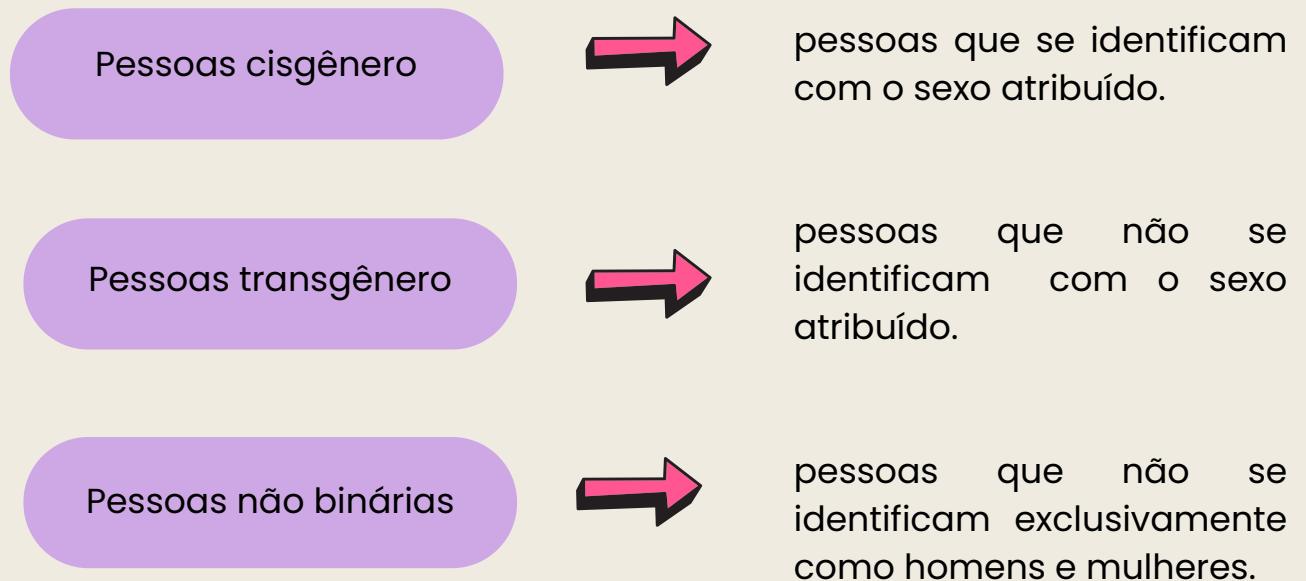 Pessoas cisgênero
pessoas que se identificam
com o sexo atribuído.
Pessoas transgênero
pessoas que não se
identificam com o sexo
atribuído.
Pessoas não binárias
pessoas que não se
identificam exclusivamente
como homens e mulheres.